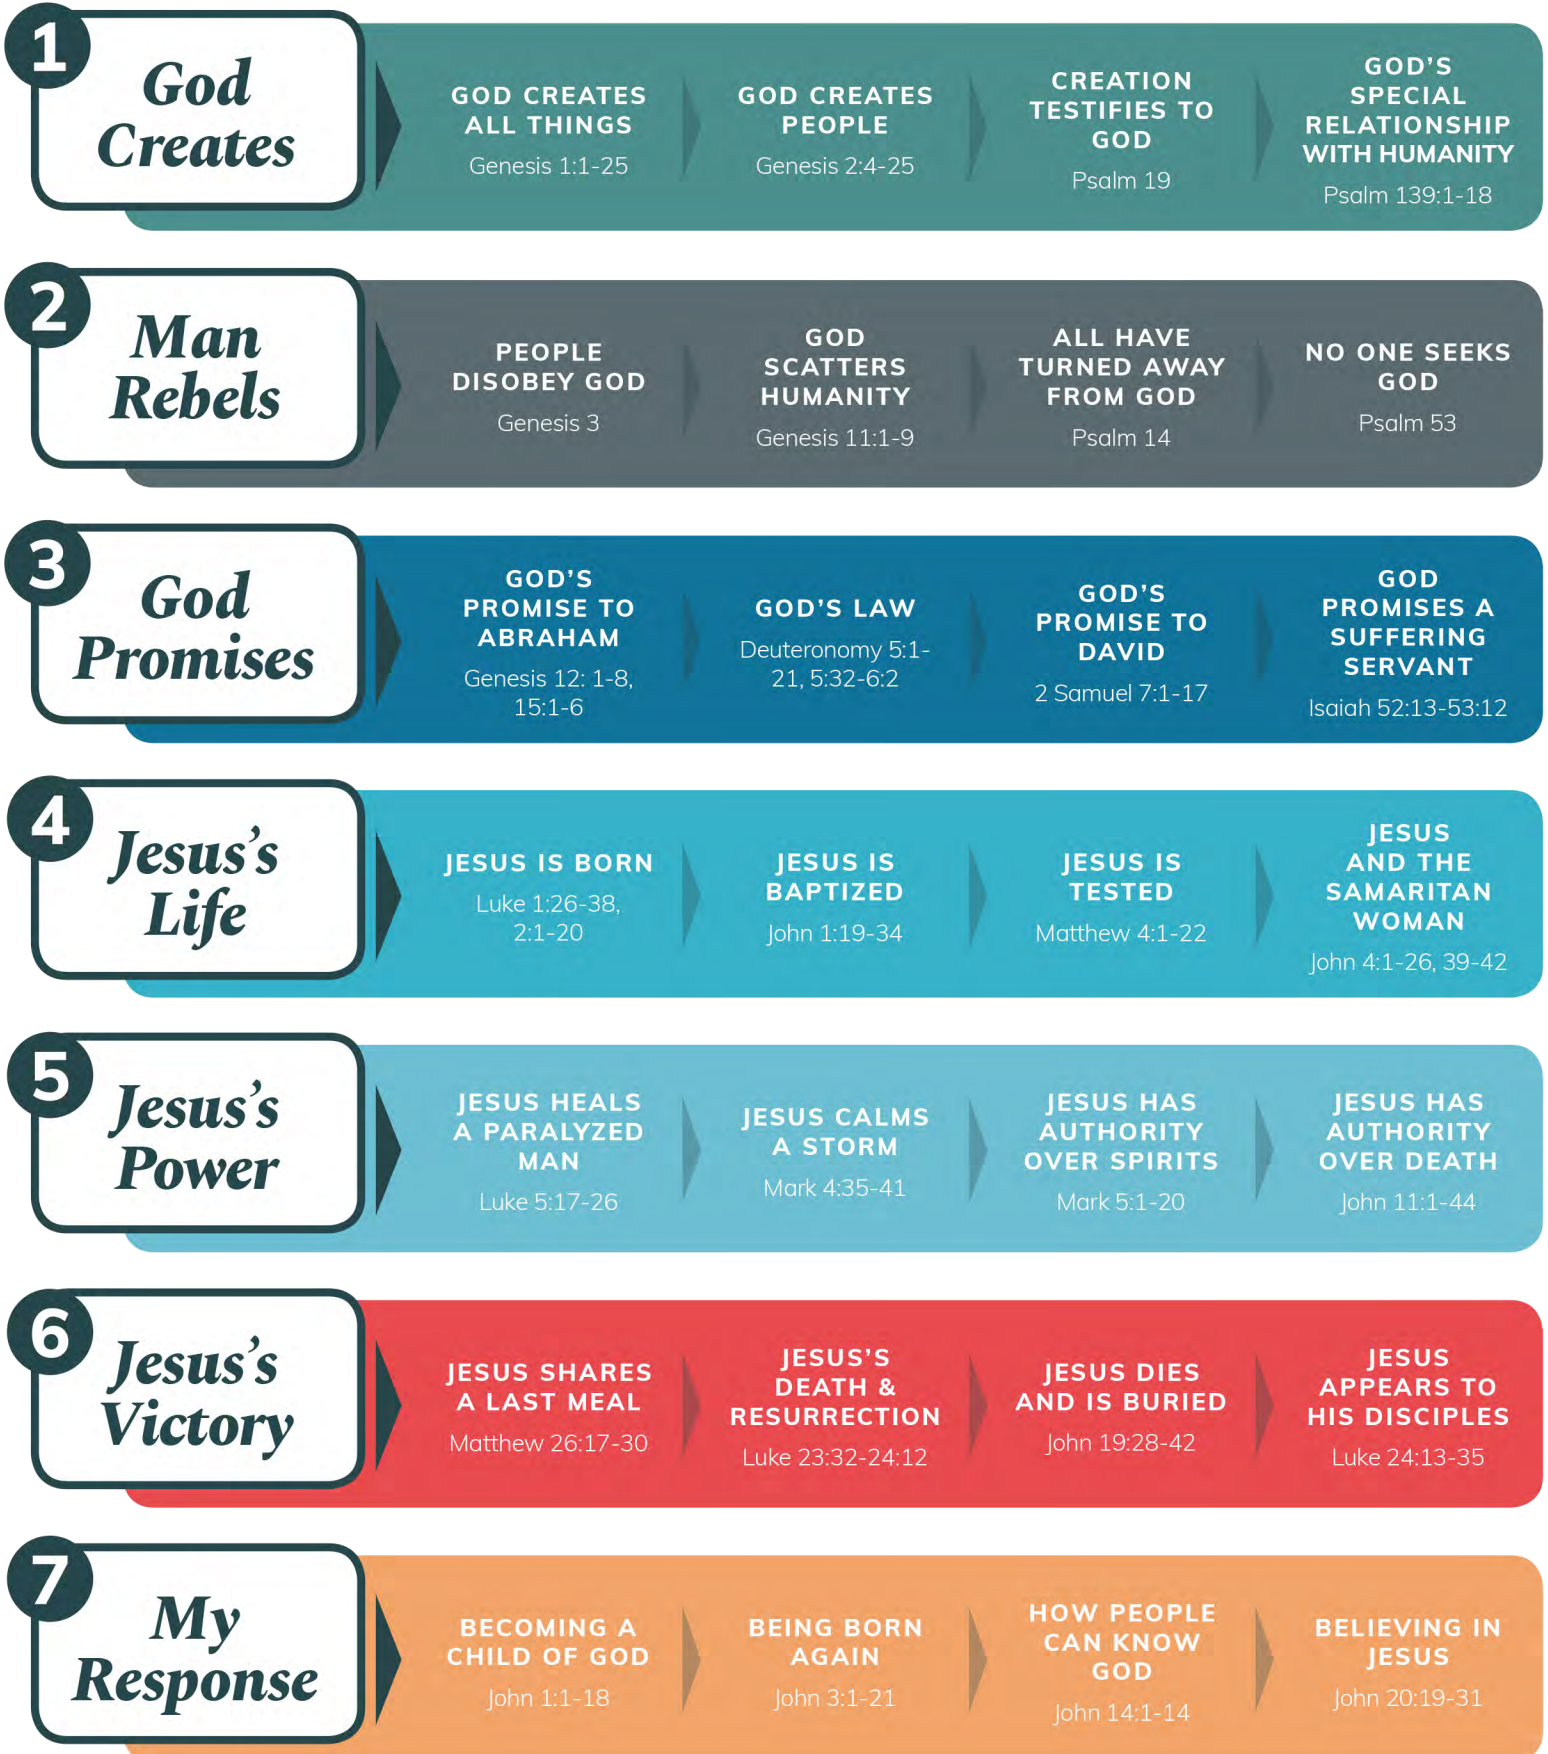 1
God
Creates
GOD CREATES
ALL THINGS
Genesis 1:1-25
GOD CREATES
PEOPLE
Genesis 2:4-25
CREATION
TESTIFIES TO
GOD
Psalm 19
GOD'S
SPECIAL
RELATIONSHIP
WITH HUMANITY
Psalm 139:1-18
2
Man
Rebels
PEOPLE
DISOBEY GOD
Genesis 3
GOD
SCATTERS
HUMANITY
Genesis 11:1-9
ALL HAVE
TURNED AWAY
FROM GOD
Psalm 14
NO ONE SEEKS
GOD
Psalm 53
3
God
Promises
GOD'S
PROMISE TO
ABRAHAM
Genesis 12: 1-8,
15:1-6
GOD'S LAW
Deuteronomy 5:1-
21, 5:32-6:2
GOD'S
PROMISE TO
DAVID
2 Samuel 7:1-17
GOD
PROMISES A
SUFFERING
SERVANT
Isaiah 52:13-53:12
4
Jesus's
Life
JESUS IS BORN
Luke 1:26-38,
2:1-20
JESUS IS
BAPTIZED
John 1:19-34
JESUS IS
TESTED
Matthew 4:1-22
JESUS
AND THE
SAMARITAN
WOMAN
John 4:1-26, 39-42
5
Jesus's
Power
JESUS HEALS
A PARALYZED
MAN
Luke 5:17-26
JESUS CALMS
A STORM
Mark 4:35-41
JESUS HAS
AUTHORITY
OVER SPIRITS
Mark 5:1-20
JESUS HAS
AUTHORITY
OVER DEATH
John 11:1-44
6
Jesus's
Victory
JESUS SHARES
A LAST MEAL
Matthew 26:17-30
JESUS'S
DEATH &
RESURRECTION
Luke 23:32-24:12
JESUS DIES
AND IS BURIED
John 19:28-42
JESUS
APPEARS TO
HIS DISCIPLES
Luke 24:13-35
7
My
Response
BECOMING A
CHILD OF GOD
John 1:1-18
BEING BORN
AGAIN
John 3:1-21
HOW PEOPLE
CAN KNOW
GOD
John 14:1-14
BELIEVING IN
JESUS
John 20:19-31